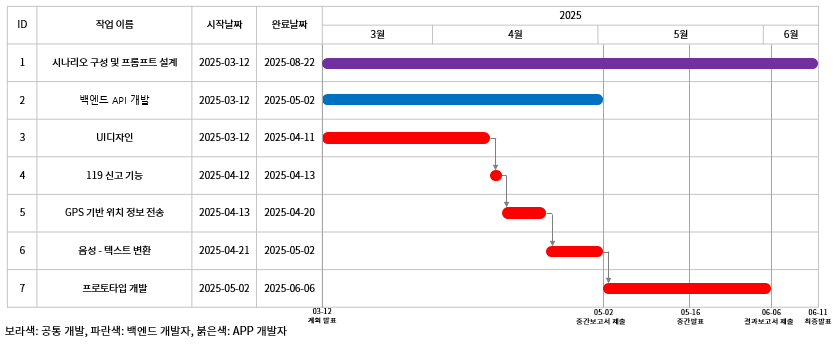 ID 작업 이름 시작날짜 완료날짜 2025
3월 4월 5월 6월
1 시나리오 구성 및 프롬프트 설계 2025-03-12 2025-08-22
2 백엔드 API 개발 2025-03-12 2025-05-02
3 UI디자인 2025-03-12 2025-04-11
4 119 신고 기능 2025-04-12 2025-04-13
5 GPS 기반 위치 정보 전송 2025-04-13 2025-04-20
6 음성 - 텍스트 변환 2025-04-21 2025-05-02
7 프로토타입 개발 2025-05-02 2025-06-06
03-12 05-02 05-16 06-06 06-11
계획 발표 중간보고서 제출 중간발표 결과보고서 제출 최종발표
보라색: 공통 개발, 파란색: 백엔드 개발자, 붉은색: APP 개발자